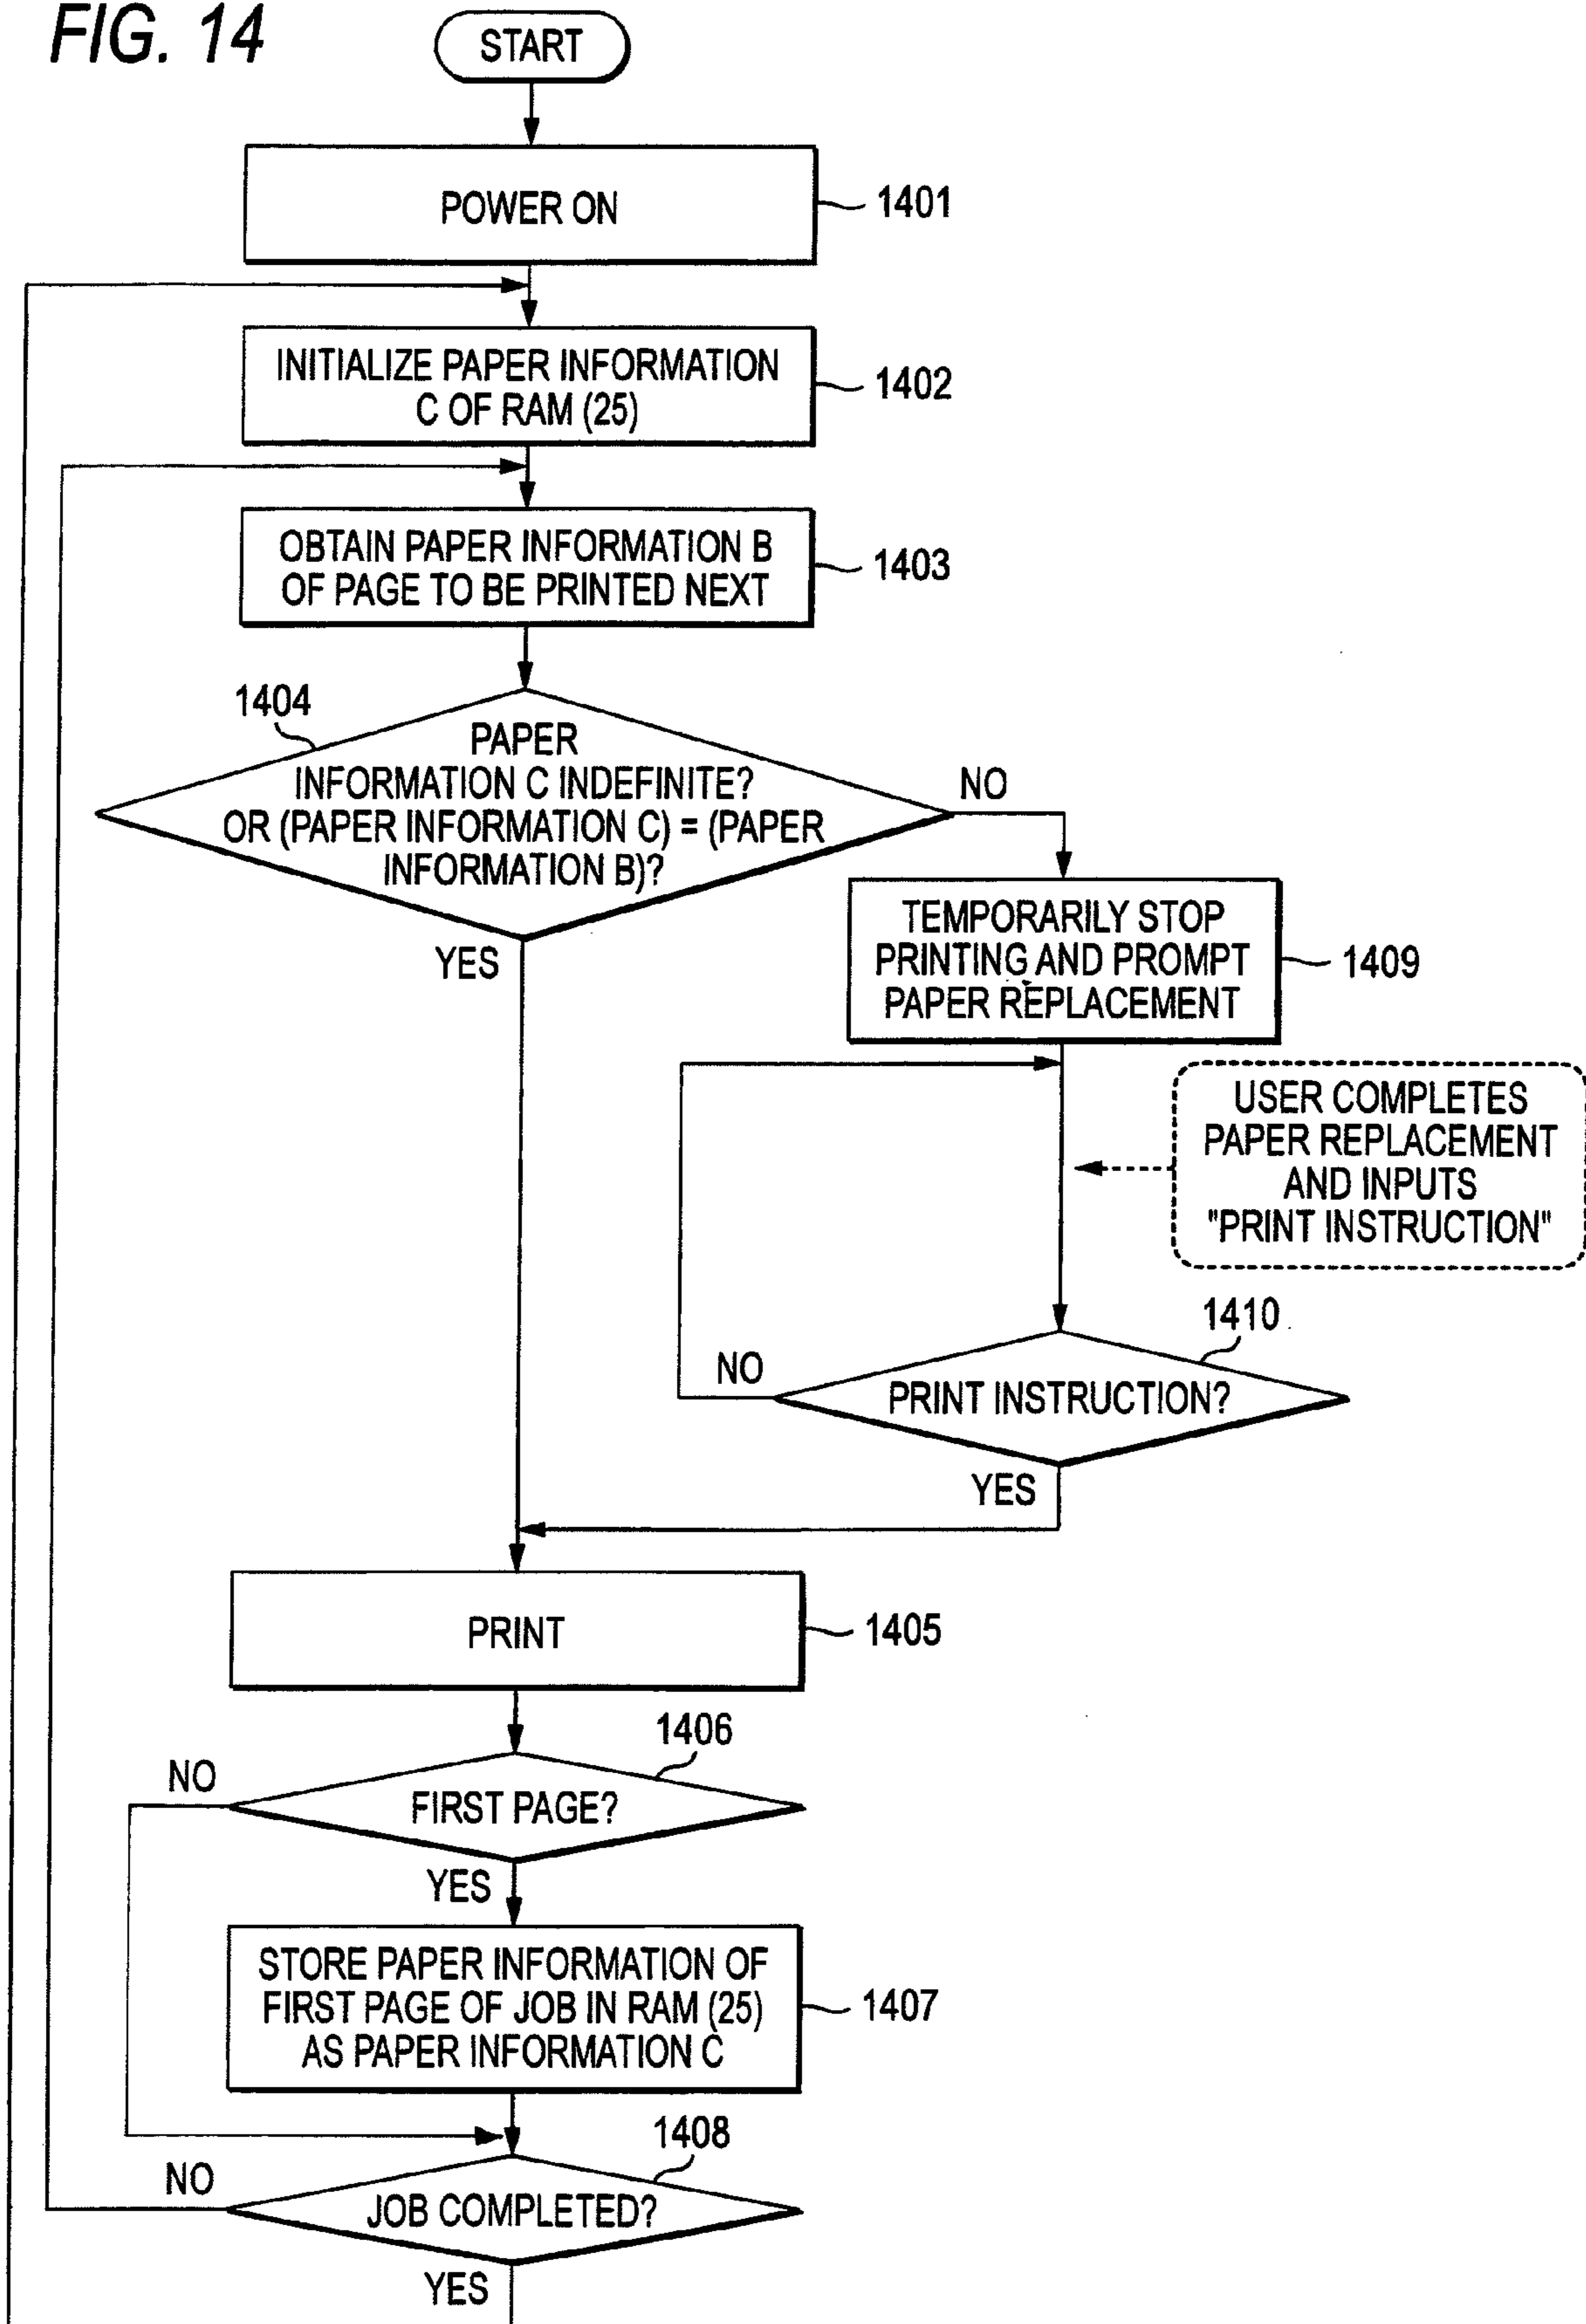 FIG. 14
START
POWER ON
1401
INITIALIZE PAPER INFORMATION
C OF RAM (25)
1402
OBTAIN PAPER INFORMATION B
OF PAGE TO BE PRINTED NEXT
1403
1404
PAPER
INFORMATION C INDEFINITE?
OR (PAPER INFORMATION C) = (PAPER
INFORMATION B)?
NO
YES
TEMPORARILY STOP
PRINTING AND PROMPT
PAPER REPLACEMENT
1409
USER COMPLETES
PAPER REPLACEMENT
AND INPUTS
"PRINT INSTRUCTION"
1410
NO
PRINT INSTRUCTION?
YES
PRINT
1405
1406
NO
FIRST PAGE?
YES
STORE PAPER INFORMATION OF
FIRST PAGE OF JOB IN RAM (25)
AS PAPER INFORMATION C
1407
1408
NO
JOB COMPLETED?
YES